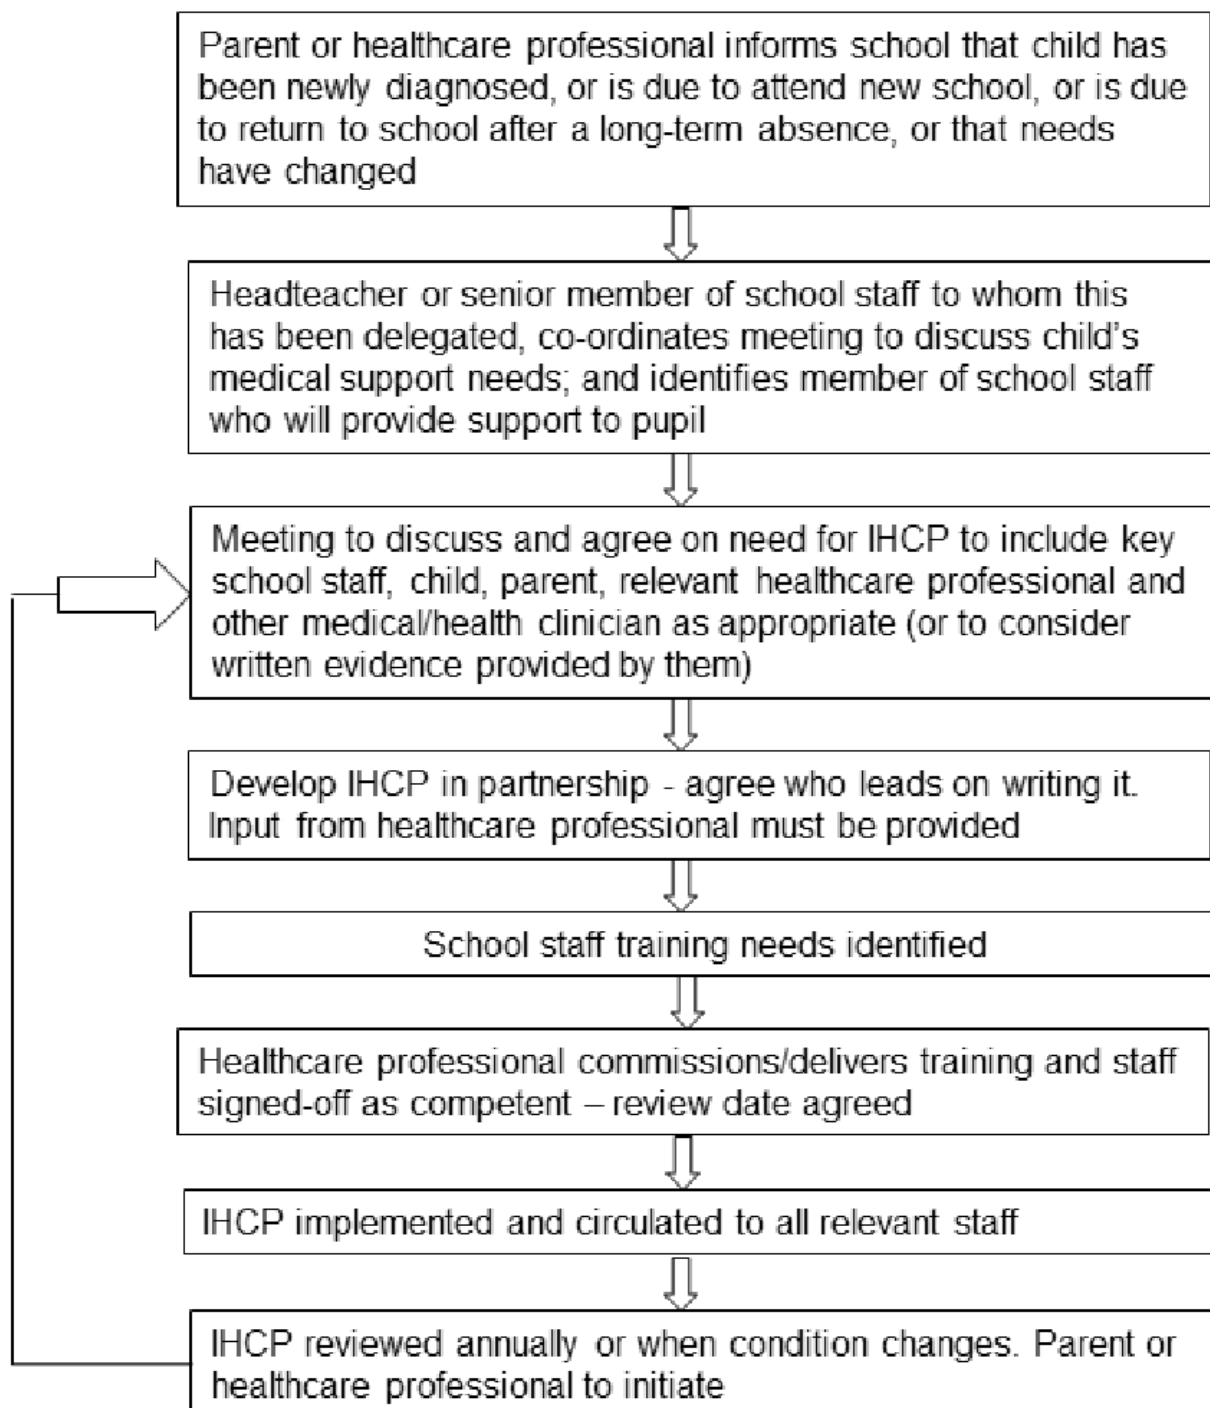 Parent or healthcare professional informs school that child has
been newly diagnosed, or is due to attend new school, or is due
to return to school after a long-term absence, or that needs
have changed
Headteacher or senior member of school staff to whom this
has been delegated, co-ordinates meeting to discuss child's
medical support needs; and identifies member of school staff
who will provide support to pupil
Meeting to discuss and agree on need for IHCP to include key
school staff, child, parent, relevant healthcare professional and
other medical/health clinician as appropriate (or to consider
written evidence provided by them)
Develop IHCP in partnership - agree who leads on writing it.
Input from healthcare professional must be provided
School staff training needs identified
Healthcare professional commissions/delivers training and staff
signed-off as competent – review date agreed
IHCP implemented and circulated to all relevant staff
IHCP reviewed annually or when condition changes. Parent or
healthcare professional to initiate